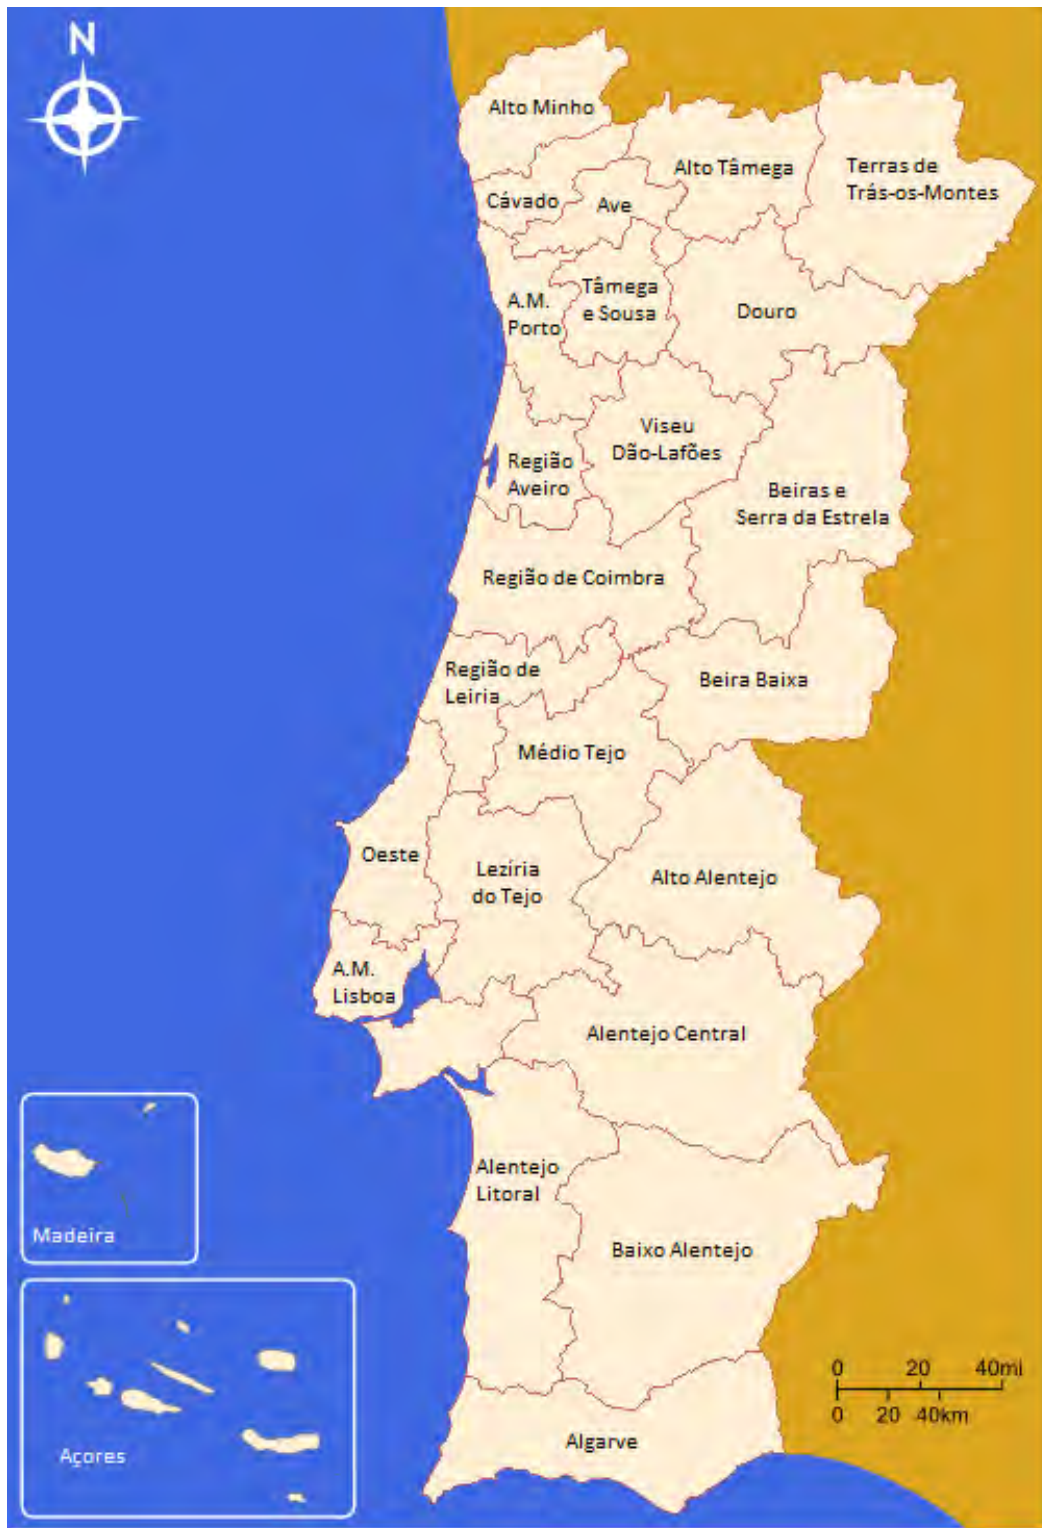 N
Alto Minho
Alto Tâmega
Terras de
Trás-os-Montes
Cávado
Ave
A.M.
Porto
Tâmega
e Sousa
Douro
Viseu
Dão-Lafões
Região
Aveiro
Beiras e
Serra da Estrela
Região de Coimbra
Região de
Leiria
Beira Baixa
Médio Tejo
Oeste
Lezíria
do Tejo
Alto Alentejo
A.M.
Lisboa
Alentejo Central
Alentejo
Litoral
Baixo Alentejo
Algarve
Madeira
Açores
0 20 40mi
0 20 40km